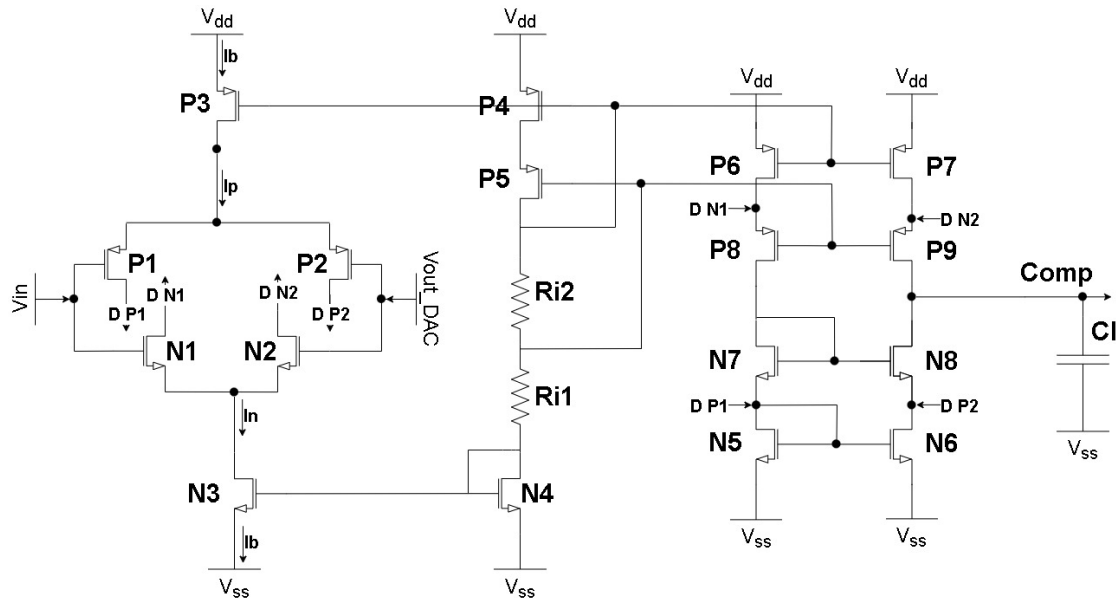 Vdd
Ib
P3
Ip
P1
P2
Vin
D N1
D N2
D P1
D P2
Vout_DAC
N1
N2
In
N3
Ib
Vss
Vdd
P4
P5
Ri2
Ri1
N4
Vss
Vdd
Vdd
P6
P7
D N1
D N2
P8
P9
Comp
Cl
N7
N8
D P1
D P2
Vss
N5
N6
Vss
Vss